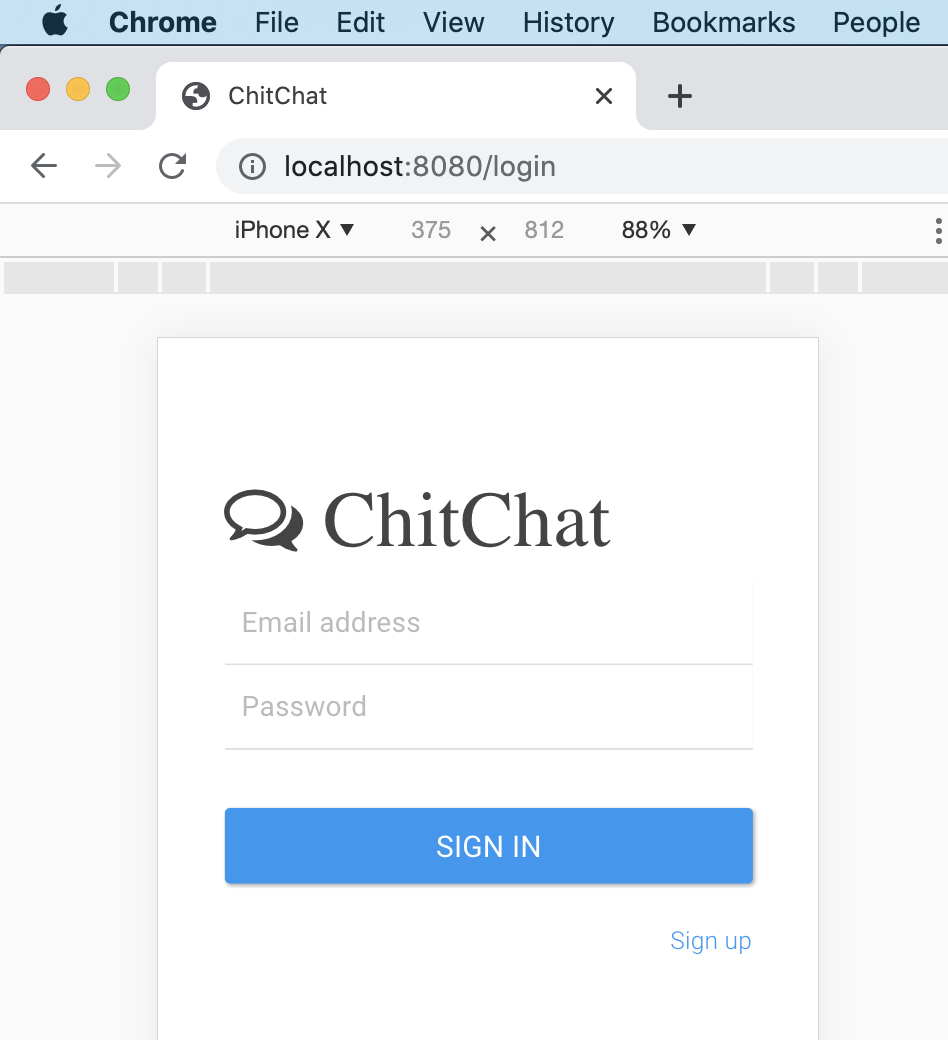 Chrome File Edit View History Bookmarks People
ChitChat
localhost:8080/login
iPhone X 375 × 812 88%
ChitChat
Email address
Password
SIGN IN
Sign up